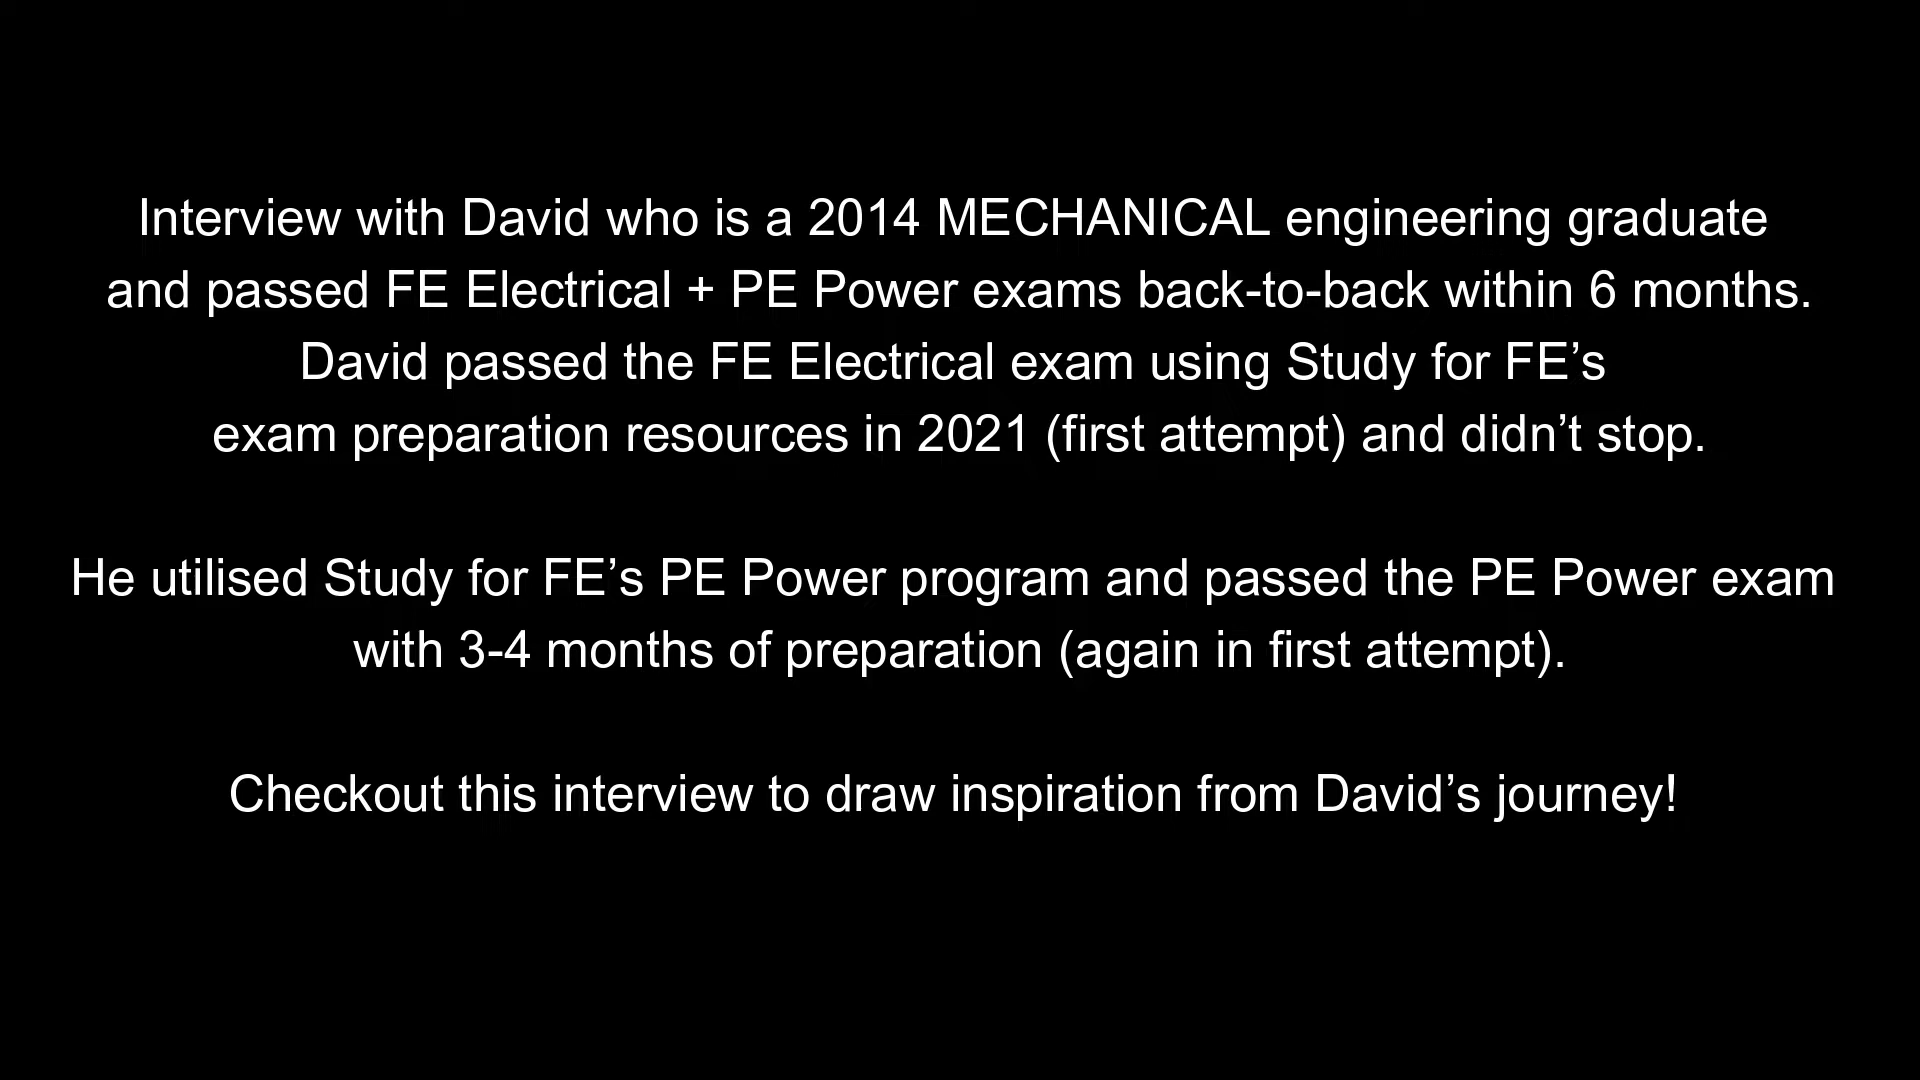 Interview with David who is a 2014 MECHANICAL engineering graduate
and passed FE Electrical + PE Power exams back-to-back within 6 months.
David passed the FE Electrical exam using Study for FE’s
exam preparation resources in 2021 (first attempt) and didn’t stop.
He utilised Study for FE’s PE Power program and passed the PE Power exam
with 3-4 months of preparation (again in first attempt).
Checkout this interview to draw inspiration from David’s journey!